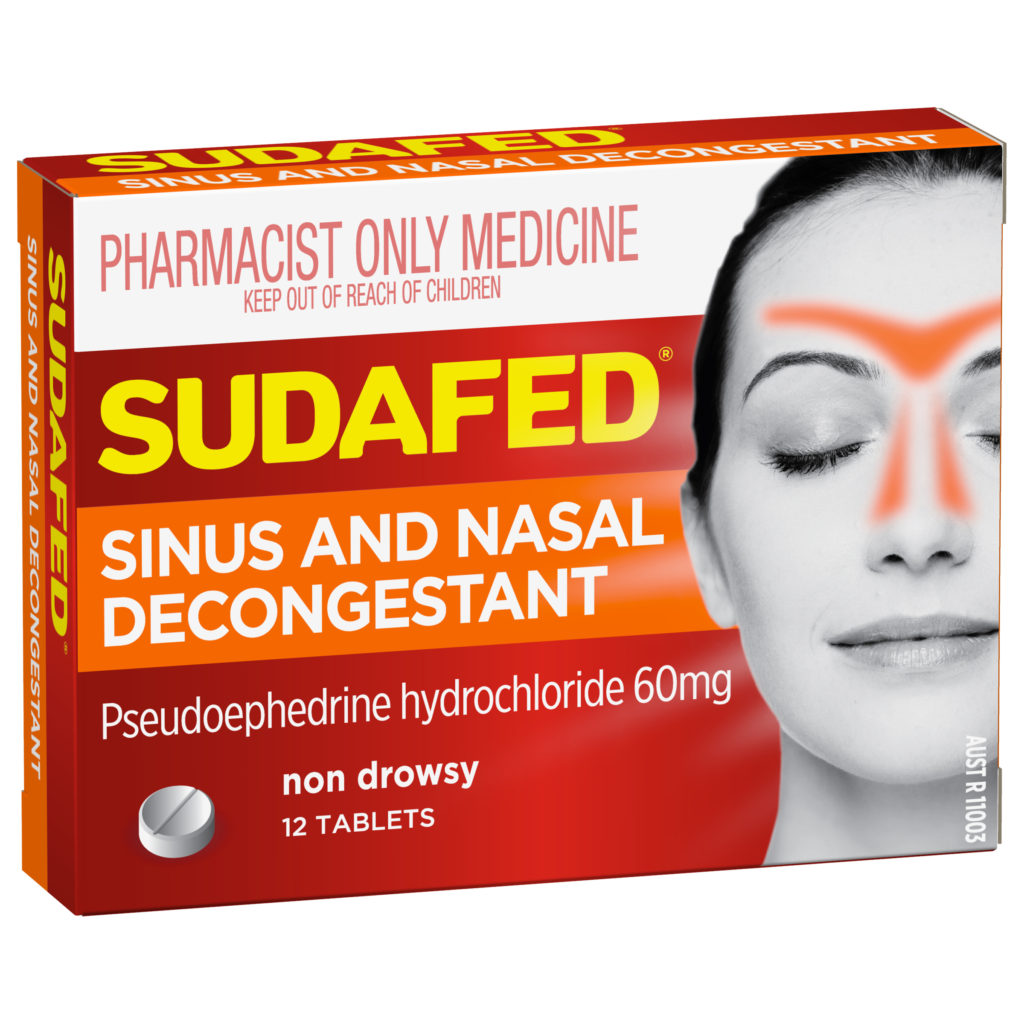 SUDAFED®
SINUS AND NASAL DECONGESTANT
PHARMACIST ONLY MEDICINE
KEEP OUT OF REACH OF CHILDREN
SUDAFED®
SINUS AND NASAL
DECONGESTANT
Pseudoephedrine hydrochloride 60mg
non drowsy
12 TABLETS
AUST R 11003
SUDAFED®
SINUS AND NASAL DECONGESTANT